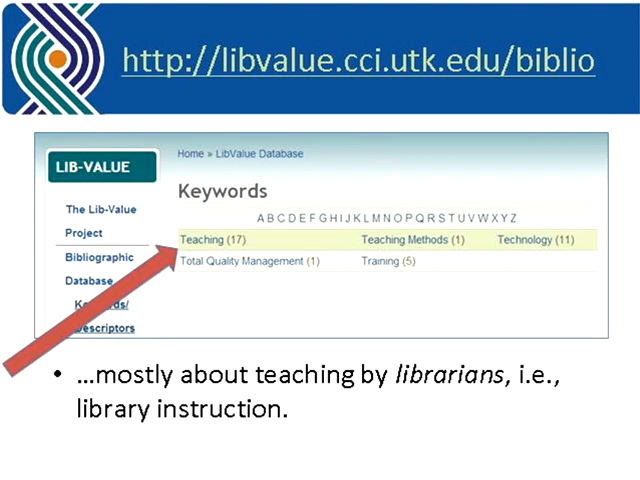 http://libvalue.cci.utk.edu/biblio
Home » LibValue Database
LIB-VALUE
Keywords
The Lib-Value
Project
Bibliographic
Database
Keywords/
Descriptors
A B C D E F G H I J K L M N O P Q R S T U V W X Y Z
Teaching (17) Teaching Methods (1) Technology (11)
Total Quality Management (1) Training (5)
• ...mostly about teaching by librarians, i.e.,
library instruction.